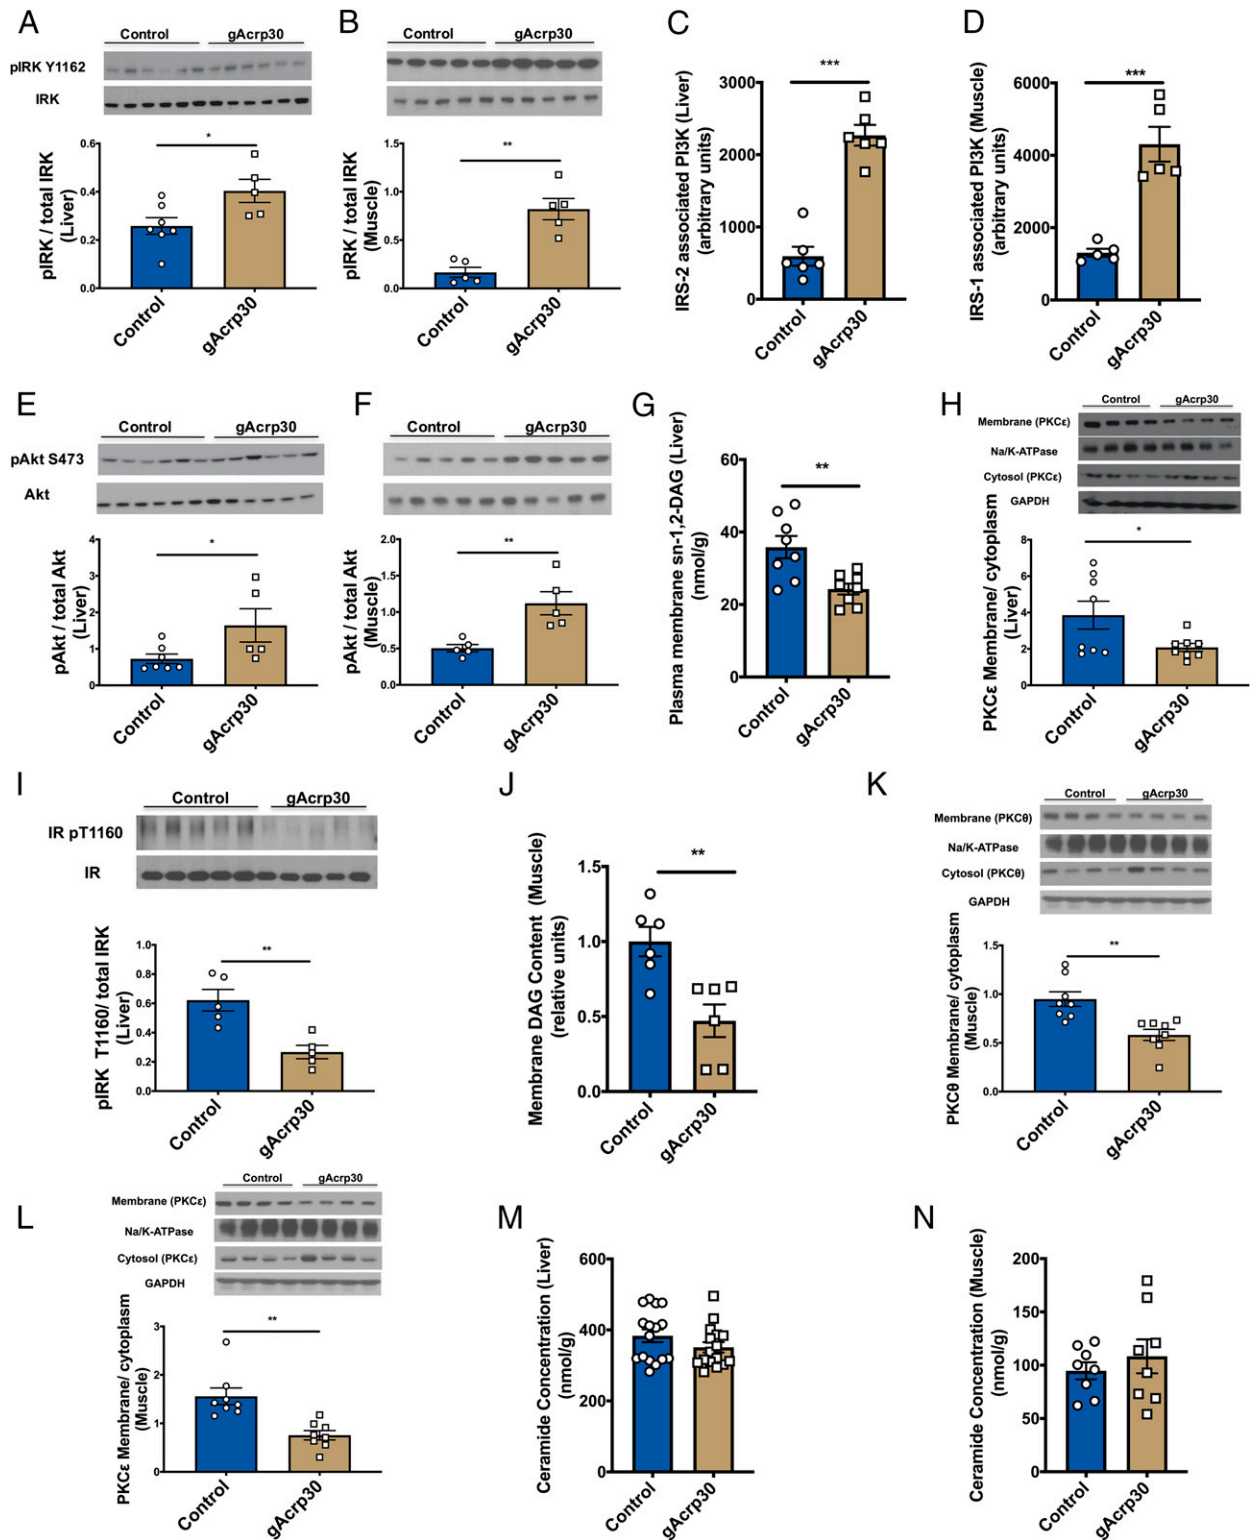 A
Control gAcrp30
pIRK Y1162
IRK
pIRK / total IRK
(Liver)
0.6
0.4
0.2
0.0
*
Control
gAcrp30
B
Control gAcrp30
pIRK / total IRK
(Muscle)
1.5
1.0
0.5
0.0
**
Control
gAcrp30
C
IRS-2 associated PI3K (Liver)
(arbitrary units)
3000
2000
1000
0
***
Control
gAcrp30
D
IRS-1 associated PI3K (Muscle)
(arbitrary units)
6000
4000
2000
0
***
Control
gAcrp30
E
Control gAcrp30
pAkt S473
Akt
pAkt / total Akt
(Liver)
4
3
2
1
0
*
Control
gAcrp30
F
Control gAcrp30
pAkt / total Akt
(Muscle)
2.0
1.5
1.0
0.5
0.0
**
Control
gAcrp30
G
Plasma membrane sn-1,2-DAG (Liver)
(nmol/g)
60
40
20
0
**
Control
gAcrp30
H
Control gAcrp30
Membrane (PKCε)
Na/K-ATPase
Cytosol (PKCε)
GAPDH
PKCε Membrane/ cytoplasm
(Liver)
8
6
4
2
0
*
Control
gAcrp30
I
Control gAcrp30
IR pT1160
IR
pIRK T1160/ total IRK
(Liver)
1.0
0.8
0.6
0.4
0.2
0.0
**
Control
gAcrp30
J
Membrane DAG Content (Muscle)
(relative units)
1.5
1.0
0.5
0.0
**
Control
gAcrp30
K
Control gAcrp30
Membrane (PKCθ)
Na/K-ATPase
Cytosol (PKCθ)
GAPDH
PKCθ Membrane/ cytoplasm
(Muscle)
1.5
1.0
0.5
0.0
**
Control
gAcrp30
L
Control gAcrp30
Membrane (PKCε)
Na/K-ATPase
Cytosol (PKCε)
GAPDH
PKCε Membrane/ cytoplasm
(Muscle)
3
2
1
0
**
Control
gAcrp30
M
Ceramide Concentration (Liver)
(nmol/g)
600
400
200
0
Control
gAcrp30
N
Ceramide Concentration (Muscle)
(nmol/g)
200
150
100
50
0
Control
gAcrp30